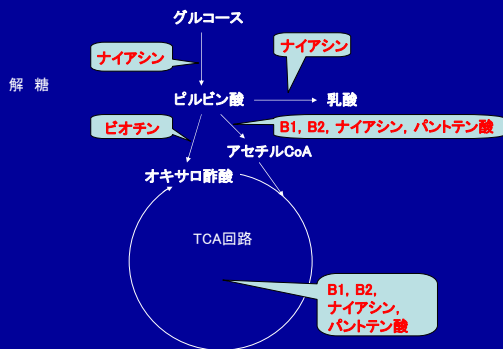 グルコース
ナイアシン
ナイアシン
解 糖
ピルビン酸
乳酸
ビオチン
B1, B2, ナイアシン, パントテン酸
アセチルCoA
オキサロ酢酸
TCA回路
B1, B2,
ナイアシン,
パントテン酸